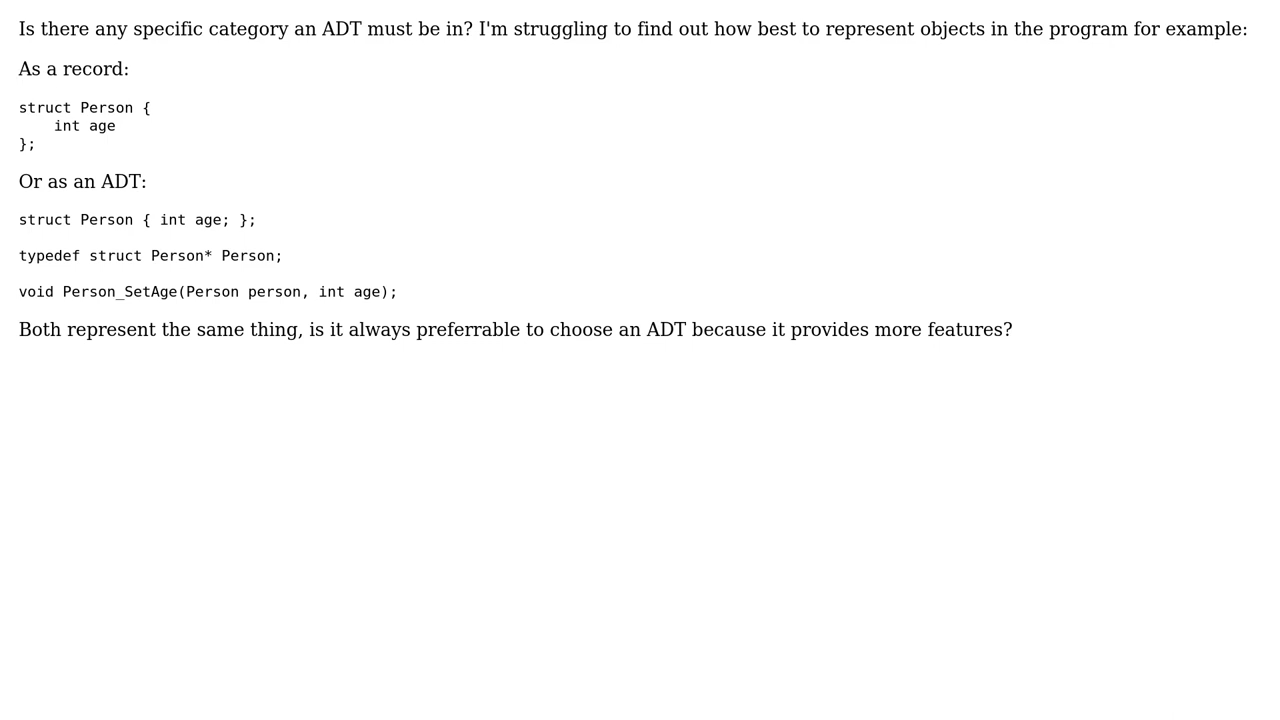 Is there any specific category an ADT must be in? I'm struggling to find out how best to represent objects in the program for example:
As a record:
struct Person {
    int age
};
Or as an ADT:
struct Person { int age; };
typedef struct Person* Person;
void Person_SetAge(Person person, int age);
Both represent the same thing, is it always preferrable to choose an ADT because it provides more features?